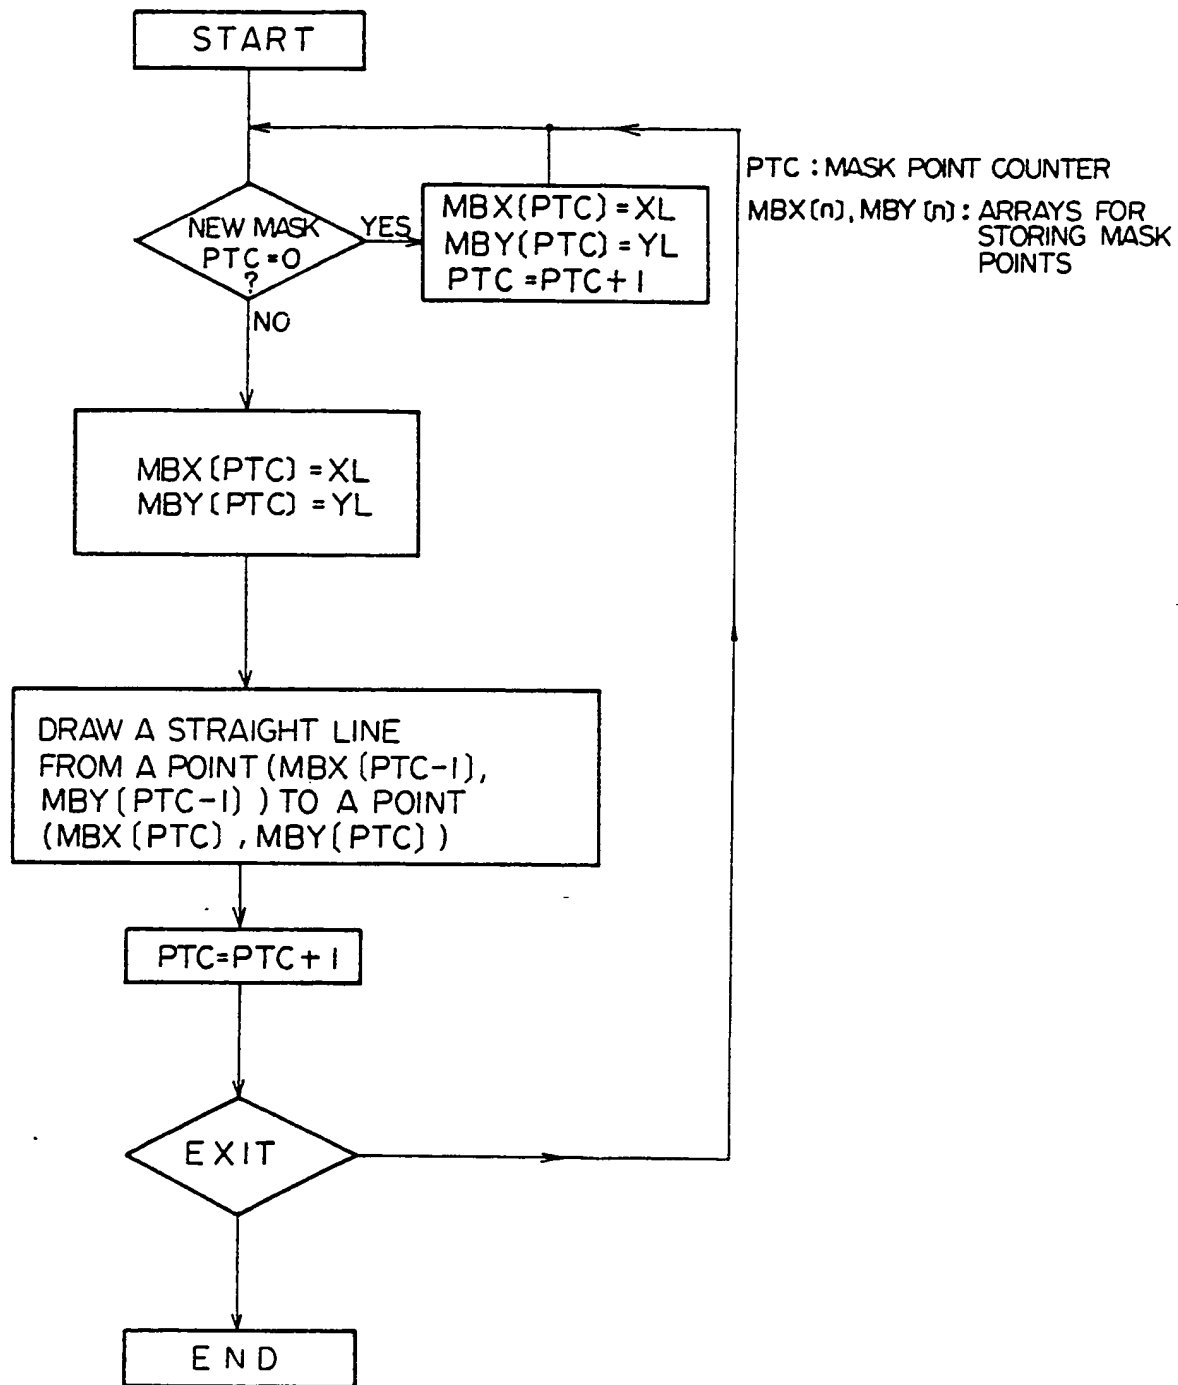 START
PTC : MASK POINT COUNTER
MBX(n), MBY(n) : ARRAYS FOR
STORING MASK
POINTS
NEW MASK
PTC=0
?
YES
NO
MBX(PTC)=XL
MBY(PTC)=YL
PTC=PTC+1
MBX(PTC)=XL
MBY(PTC)=YL
DRAW A STRAIGHT LINE
FROM A POINT (MBX(PTC-1),
MBY(PTC-1)) TO A POINT
(MBX(PTC), MBY(PTC))
PTC=PTC+1
EXIT
END